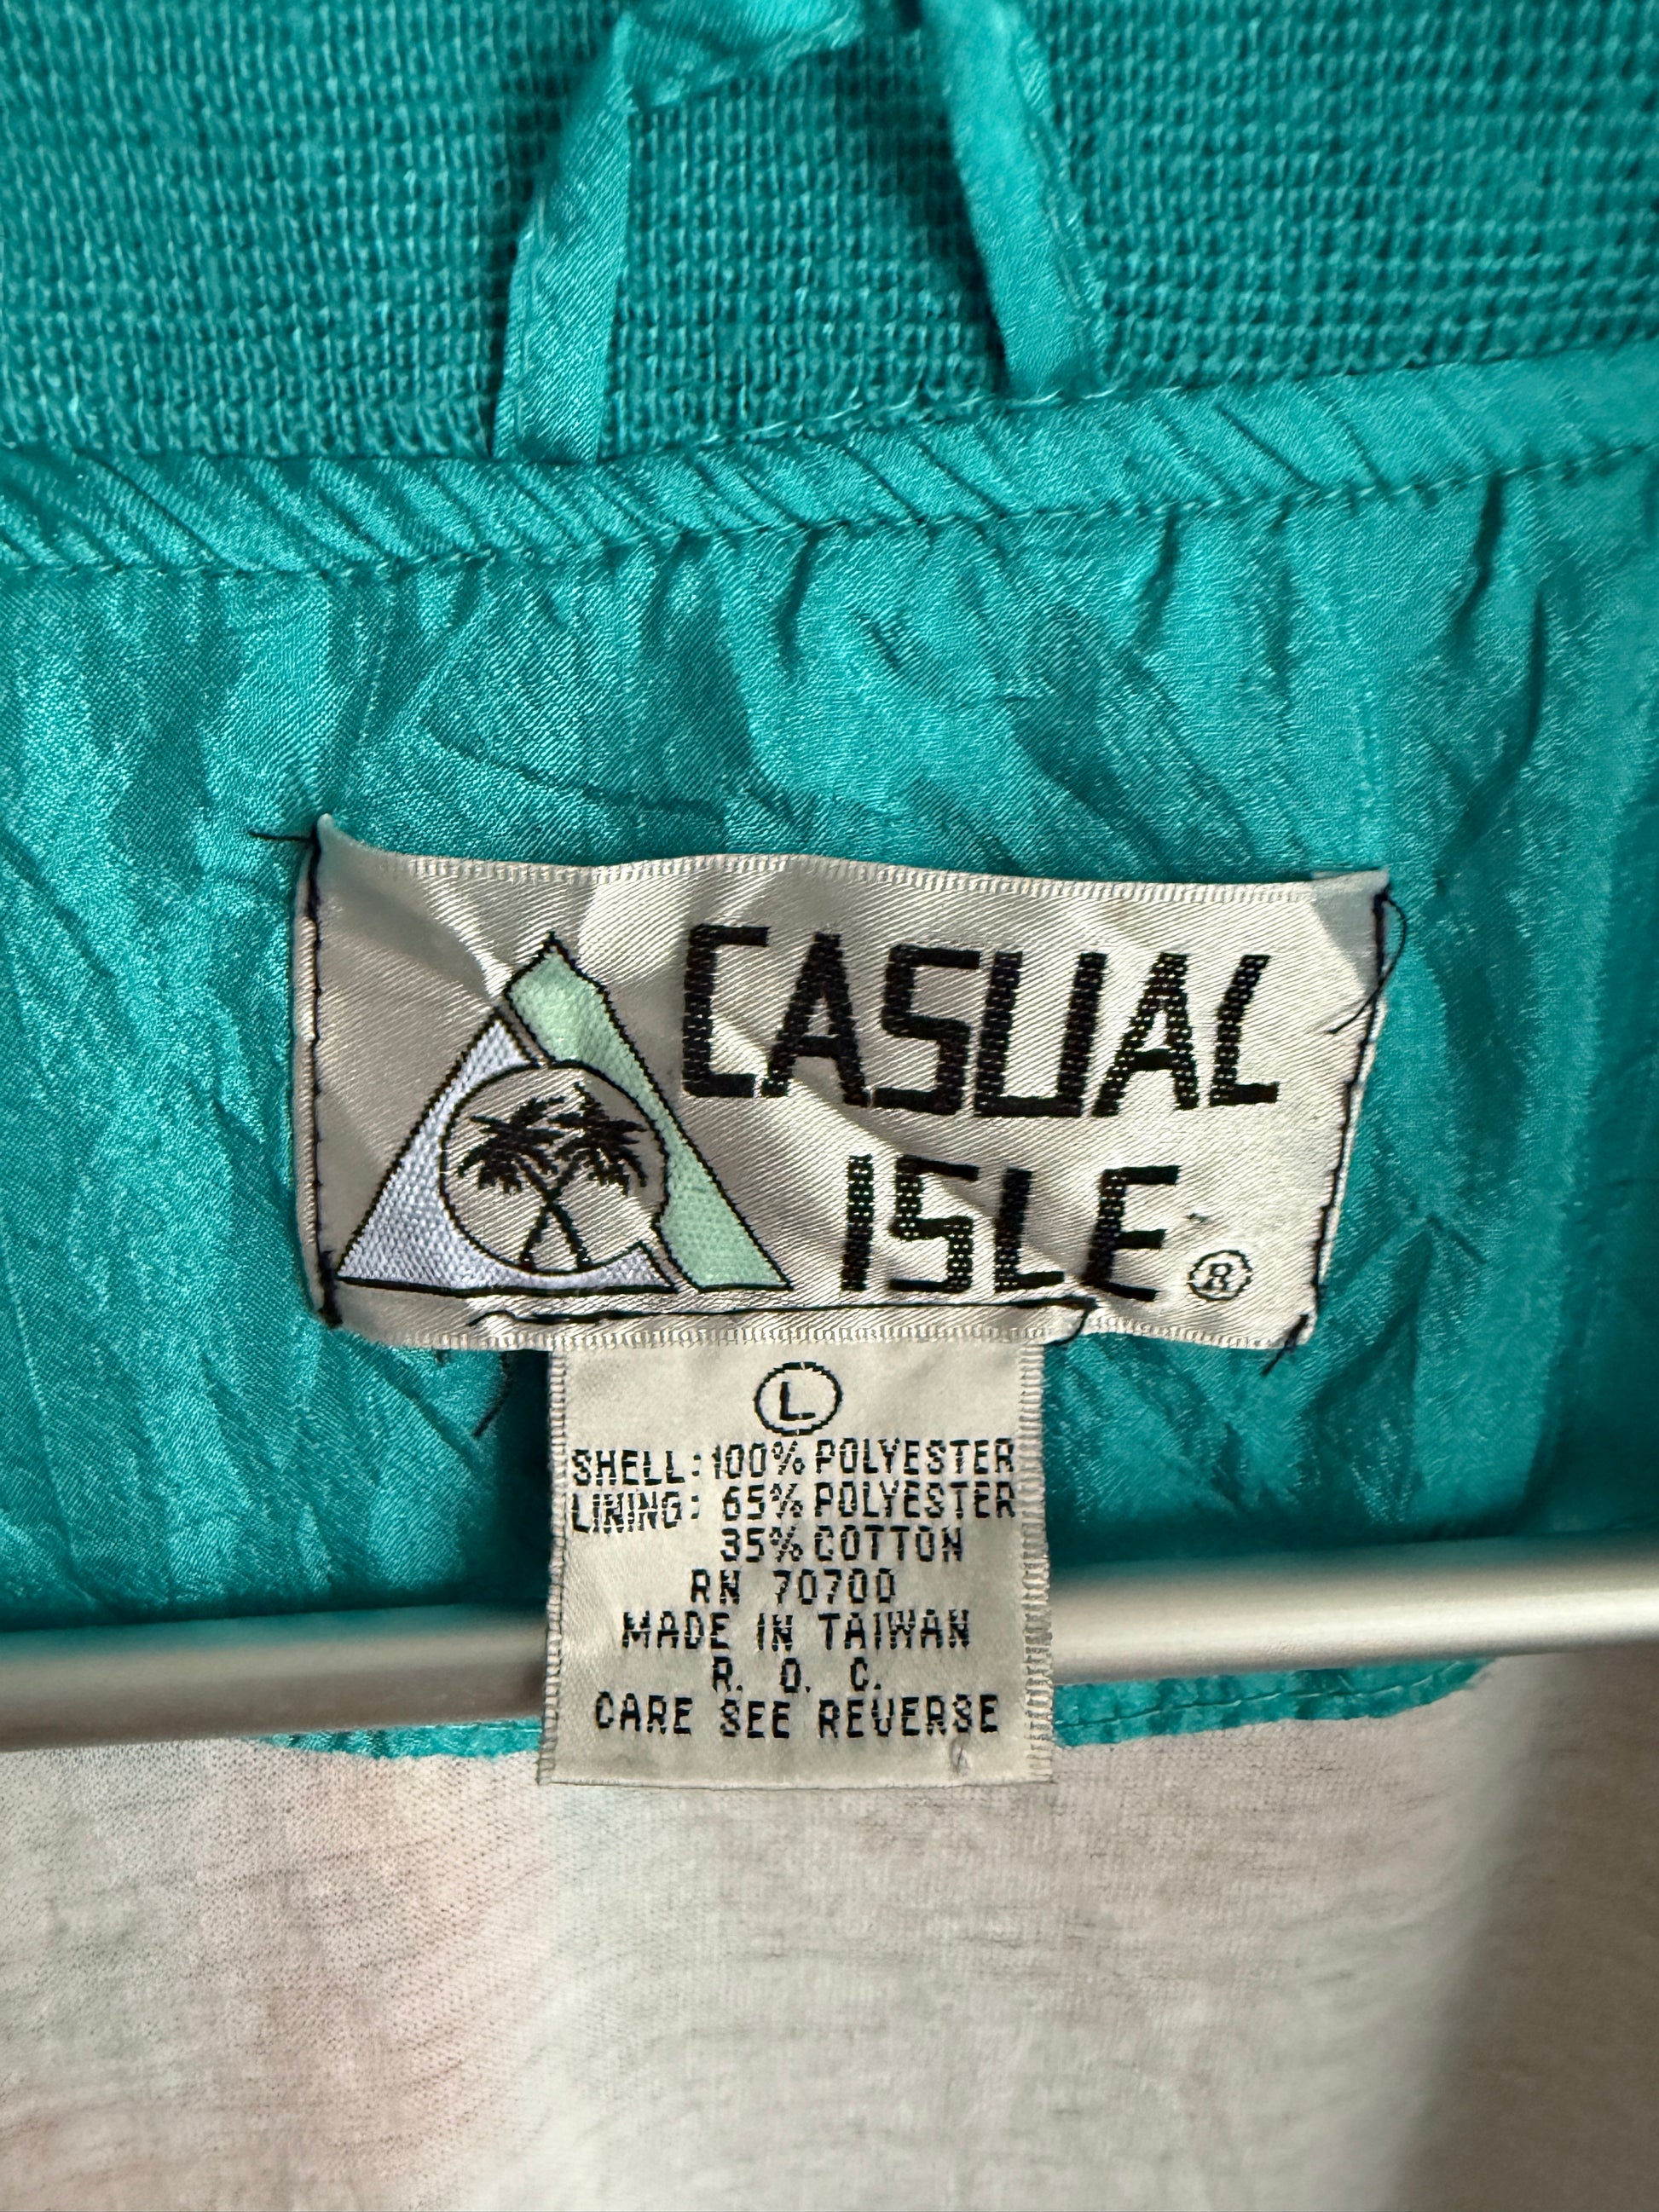 CASUAL
ISLE ®
L
SHELL: 100% POLYESTER
LINING: 65% POLYESTER
35% COTTON
RN 70700
MADE IN TAIWAN
R. O. C.
CARE SEE REVERSE